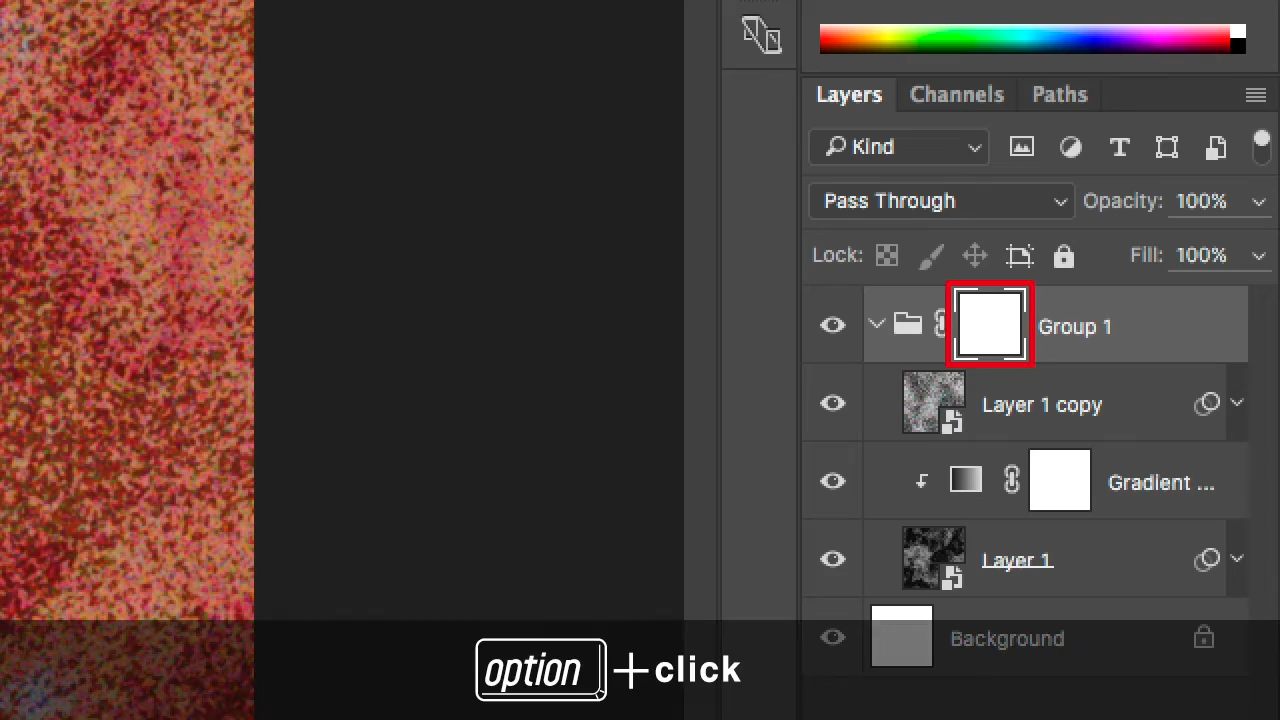 Layers Channels Paths
Kind
Pass Through Opacity: 100%
Lock: Fill: 100%
Group 1
Layer 1 copy
Gradient ...
Layer 1
Background
option + click